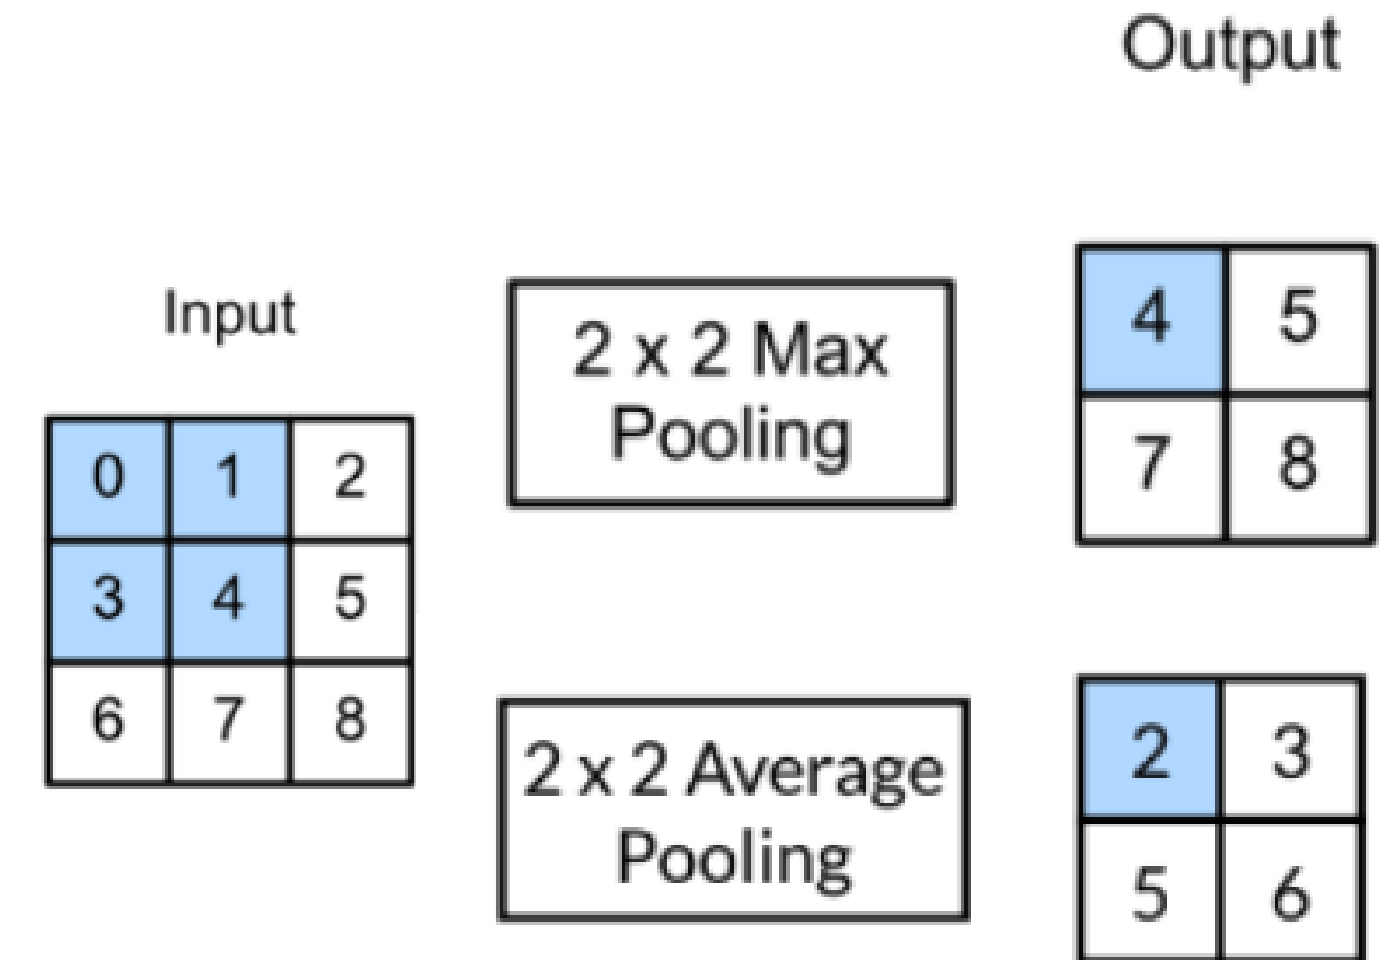 Output
Input
0 1 2
3 4 5
6 7 8
2 x 2 Max
Pooling
4 5
7 8
2 x 2 Average
Pooling
2 3
5 6